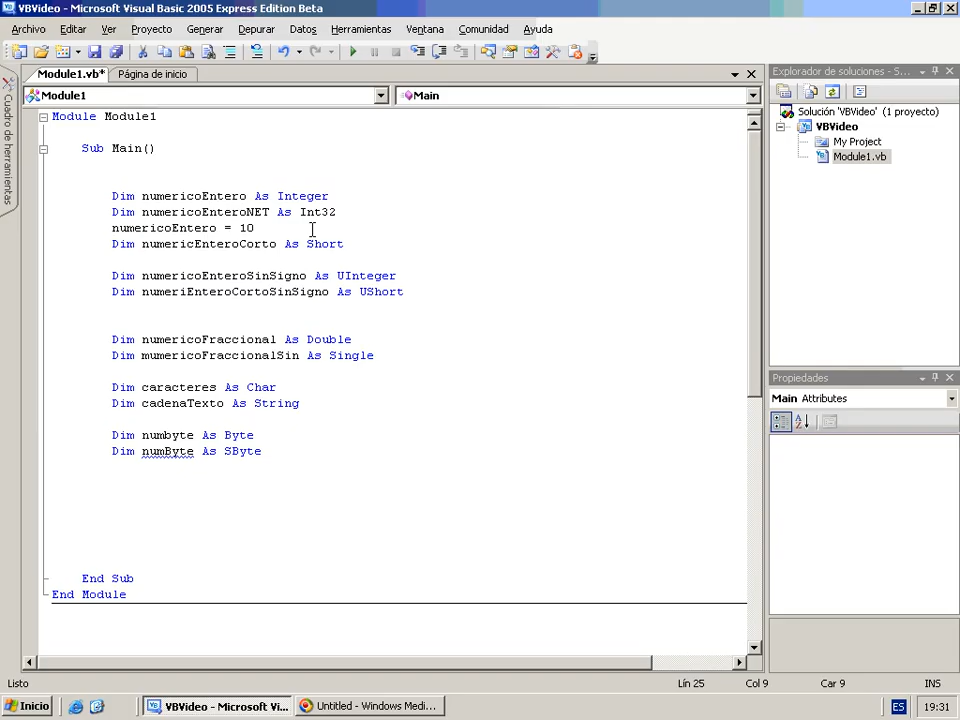 VBVideo - Microsoft Visual Basic 2005 Express Edition Beta
Archivo Editar Ver Proyecto Generar Depurar Datos Herramientas Ventana Comunidad Ayuda
Module1.vb* Página de inicio
Module1 Main
Cuadro de herramientas
Module Module1
Sub Main()
Dim numericoEntero As Integer
Dim numericoEnteroNET As Int32
numericoEntero = 10
Dim numericEnteroCorto As Short
Dim numericoEnteroSinSigno As UInteger
Dim numeriEnteroCortoSinSigno As UShort
Dim numericoFraccional As Double
Dim mumericoFraccionalSin As Single
Dim caracteres As Char
Dim cadenaTexto As String
Dim numbyte As Byte
Dim numByte As SByte
End Sub
End Module
Explorador de soluciones - S...
Solución 'VBVideo' (1 proyecto)
VBVideo
My Project
Module1.vb
Propiedades
Main Attributes
Listo Lín 25 Col 9 Car 9 INS
Inicio VBVideo - Microsoft Vi... Untitled - Windows Medi... ES 19:31